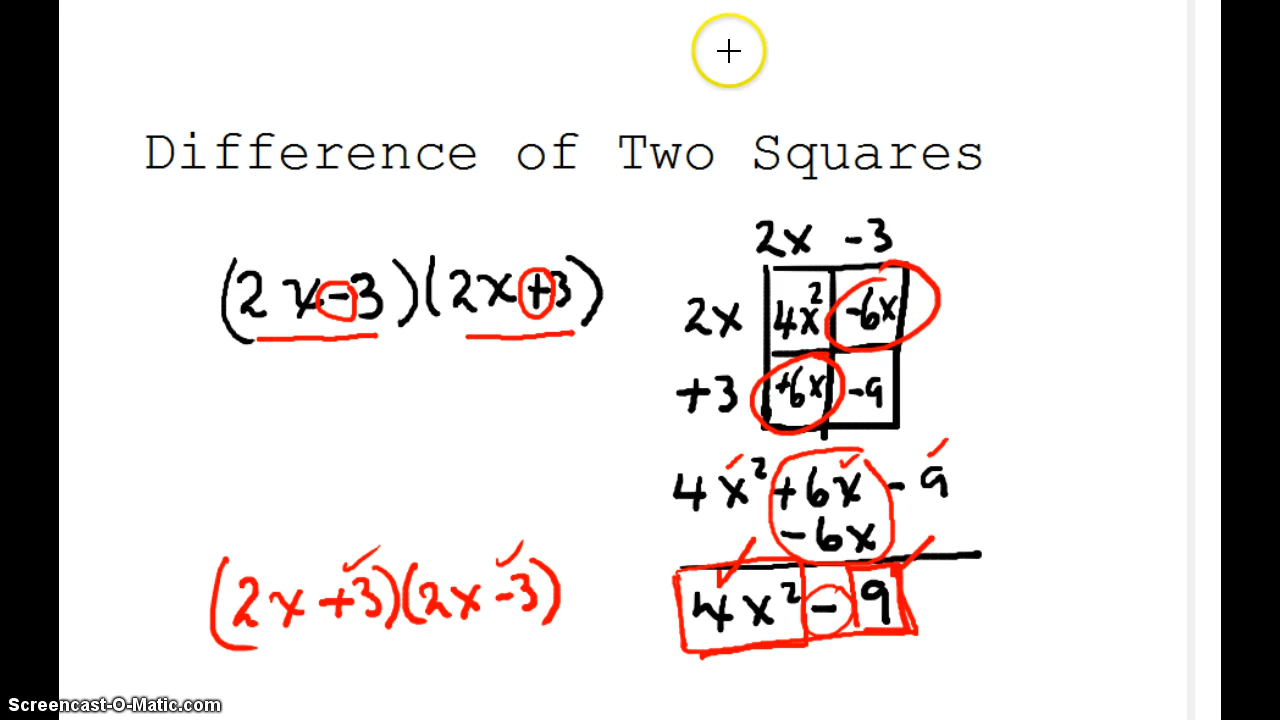 Difference of Two Squares
(2x-3)(2x+3)
2x -3
2x 4x² -6x
+3 +6x -9
4x² +6x - 9
-6x
4x² - 9
(2x +3)(2x -3)
Screencast-O-Matic.com